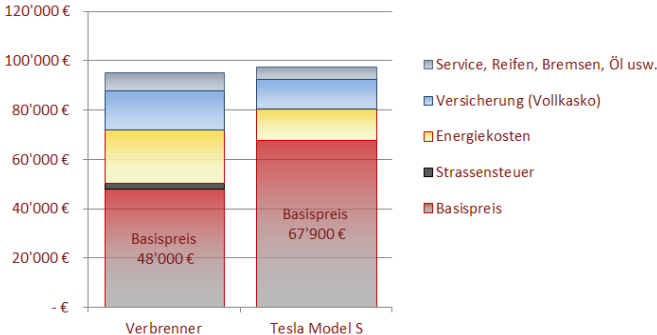 120'000 €
100'000 €
80'000 €
60'000 €
40'000 €
20'000 €
- €
Basispreis
48'000 €
Basispreis
67'900 €
Verbrenner
Tesla Model S
Service, Reifen, Bremsen, Öl usw.
Versicherung (Vollkasko)
Energiekosten
Strassensteuer
Basispreis